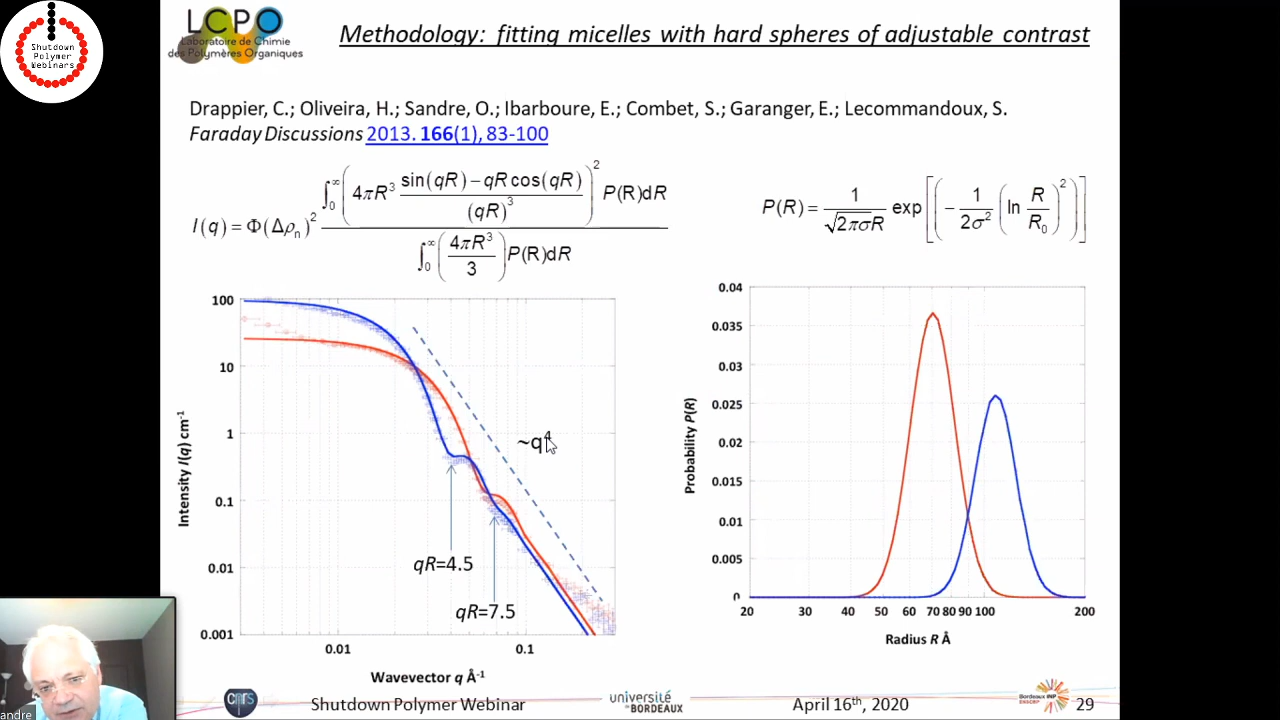 Shutdown
Polymer
Webinars
LCPO
Laboratoire de Chimie
des Polymères Organiques
Methodology: fitting micelles with hard spheres of adjustable contrast
Drappier, C.; Oliveira, H.; Sandre, O.; Ibarboure, E.; Combet, S.; Garanger, E.; Lecommandoux, S.
Faraday Discussions 2013. 166(1), 83-100
I(q) = Φ(Δρn)² ∫₀^∞ (4πR³ (sin(qR) − qR cos(qR)) / (qR)³)² P(R)dR / ∫₀^∞ (4πR³/3) P(R)dR
P(R) = 1/(√2πσR) exp[(−1/2σ² (ln R/R₀)²)]
100
10
1
0.1
0.01
0.001
Intensity I(q) cm⁻¹
~q⁴
qR=4.5
qR=7.5
0.01 0.1
Wavevector q Å⁻¹
0.04
0.035
0.03
0.025
0.02
0.015
0.01
0.005
0
Probability P(R)
20 30 40 50 60 70 80 90 100 200
Radius R Å
andre
cnrs
Shutdown Polymer Webinar
université
de BORDEAUX
April 16th, 2020
Bordeaux INP
29